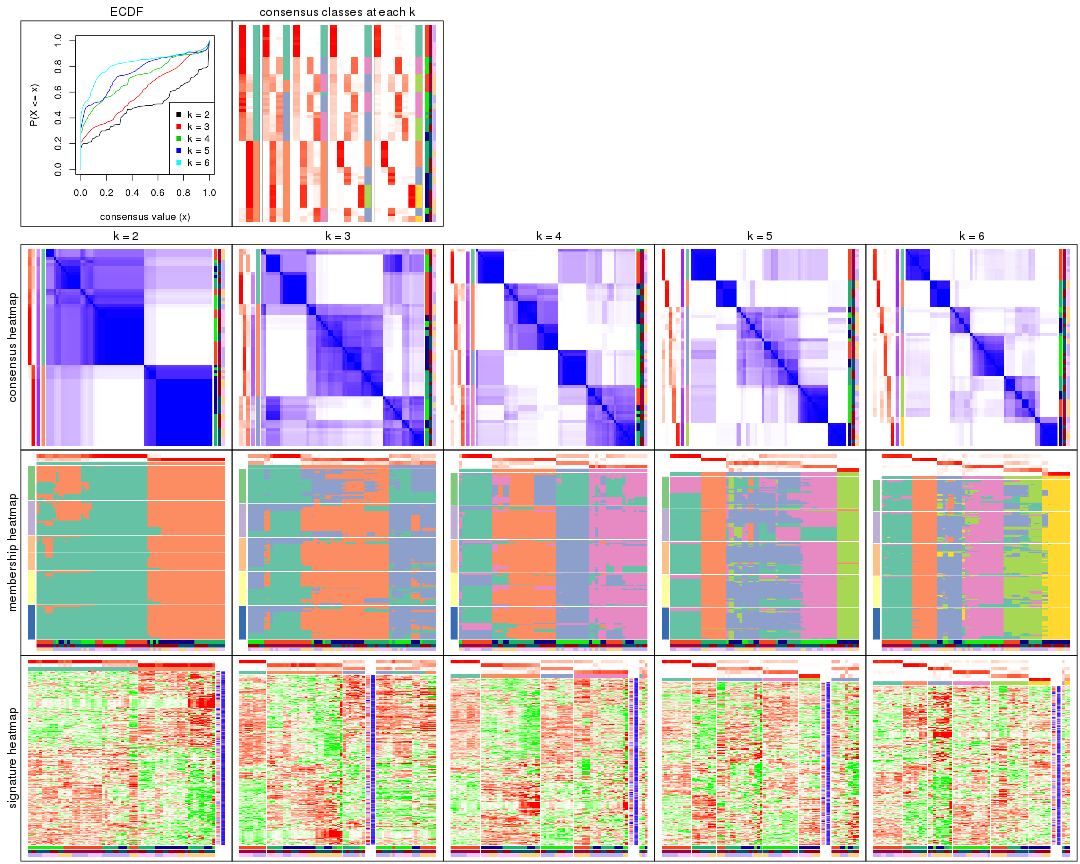 ECDF
consensus classes at each k
P(X <= x)
1.0
0.8
0.6
0.4
0.2
0.0
k = 2
k = 3
k = 4
k = 5
k = 6
0.0 0.2 0.4 0.6 0.8 1.0
consensus value (x)
k = 2
k = 3
k = 4
k = 5
k = 6
consensus heatmap
membership heatmap
signature heatmap